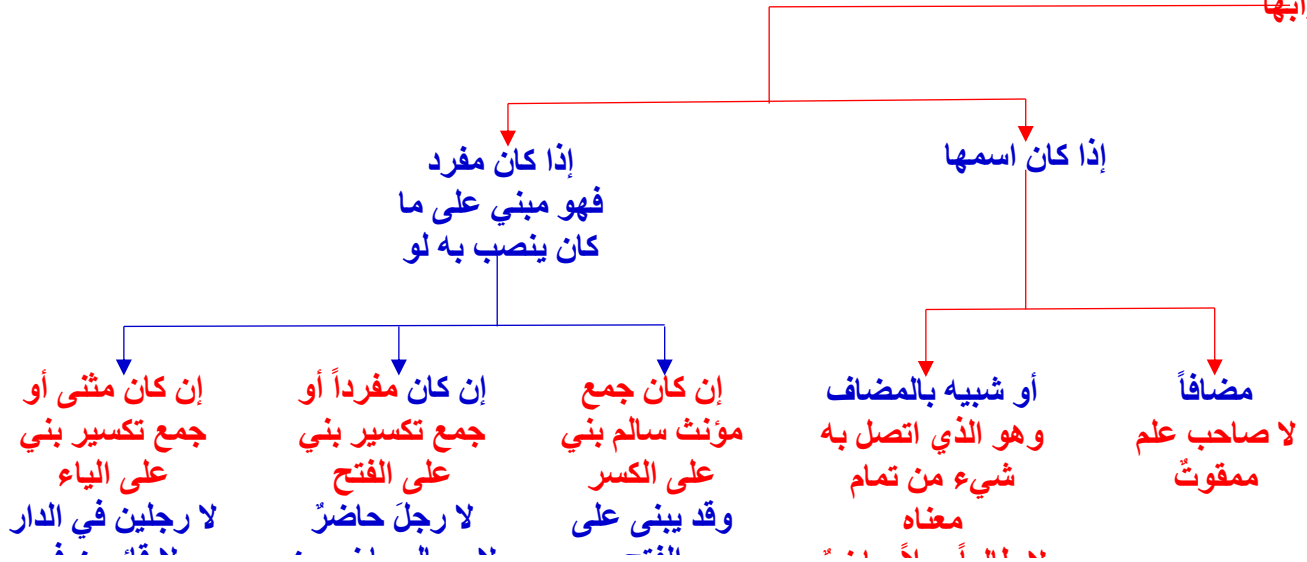 إذا كان اسمها
إذا كان مفرد
فهو مبني على ما
كان ينصب به لو
مضافاً
لا صاحب علم
ممقوتٌ
أو شبيه بالمضاف
وهو الذي اتصل به
شيء من تمام
معناه
إن كان جمع
مؤنث سالم بني
على الكسر
وقد يبنى على
الفتح
إن كان مفرداً أو
جمع تكسير بني
على الفتح
لا رجلَ حاضرٌ
إن كان مثنى أو
جمع تكسير بني
على الياء
لا رجلين في الدار